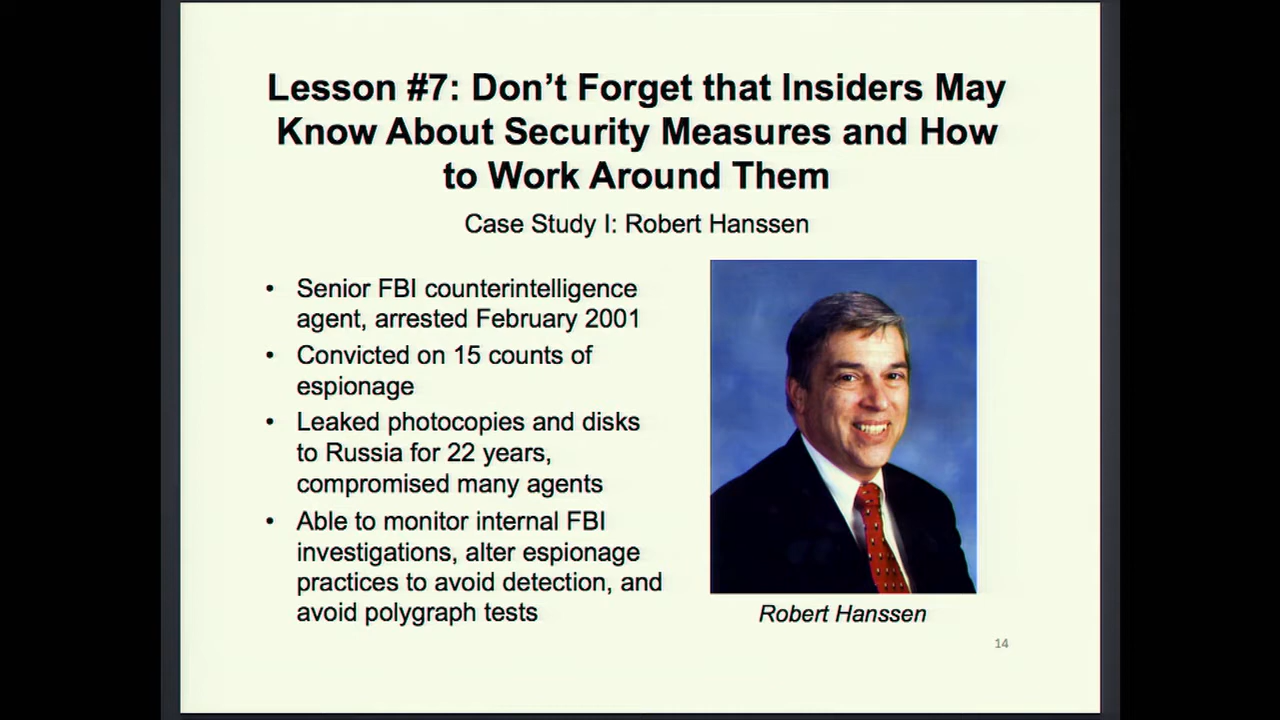 Lesson #7: Don’t Forget that Insiders May
Know About Security Measures and How
to Work Around Them
Case Study I: Robert Hanssen
• Senior FBI counterintelligence
agent, arrested February 2001
• Convicted on 15 counts of
espionage
• Leaked photocopies and disks
to Russia for 22 years,
compromised many agents
• Able to monitor internal FBI
investigations, alter espionage
practices to avoid detection, and
avoid polygraph tests
Robert Hanssen
14